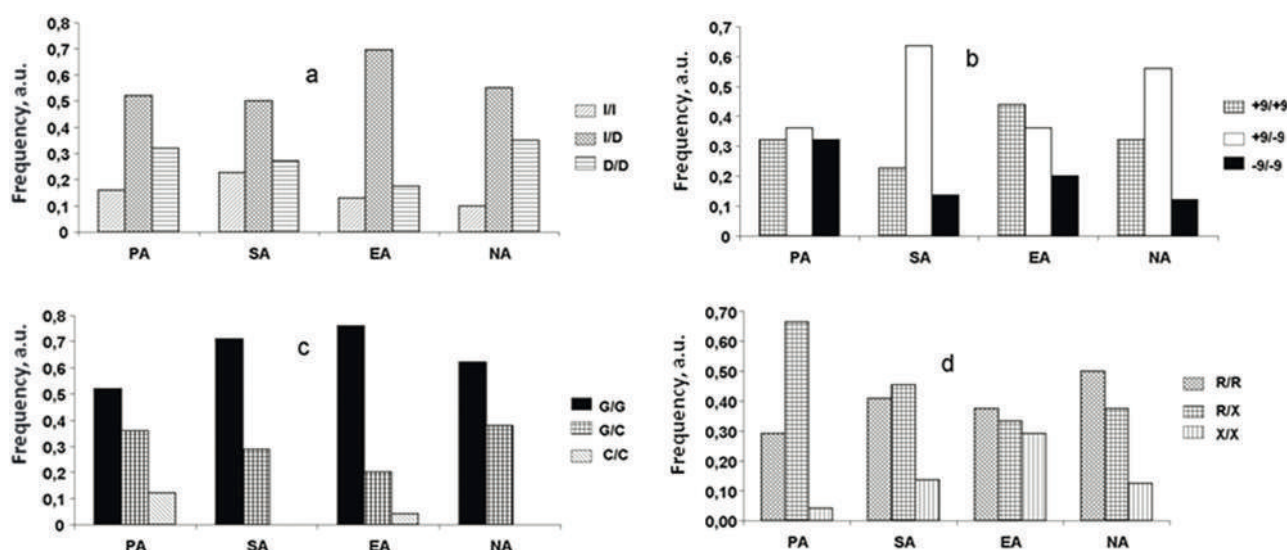 Frequency, a.u.
0,8
0,7
0,6
0,5
0,4
0,3
0,2
0,1
0
a
I/I
I/D
D/D
PA SA EA NA
Frequency, a.u.
0,7
0,6
0,5
0,4
0,3
0,2
0,1
0
b
+9/+9
+9/-9
-9/-9
PA SA EA NA
Frequency, a.u.
0,8
0,7
0,6
0,5
0,4
0,3
0,2
0,1
0
c
G/G
G/C
C/C
PA SA EA NA
Frequency, a.u.
0,70
0,60
0,50
0,40
0,30
0,20
0,10
0,00
d
R/R
R/X
X/X
PA SA EA NA